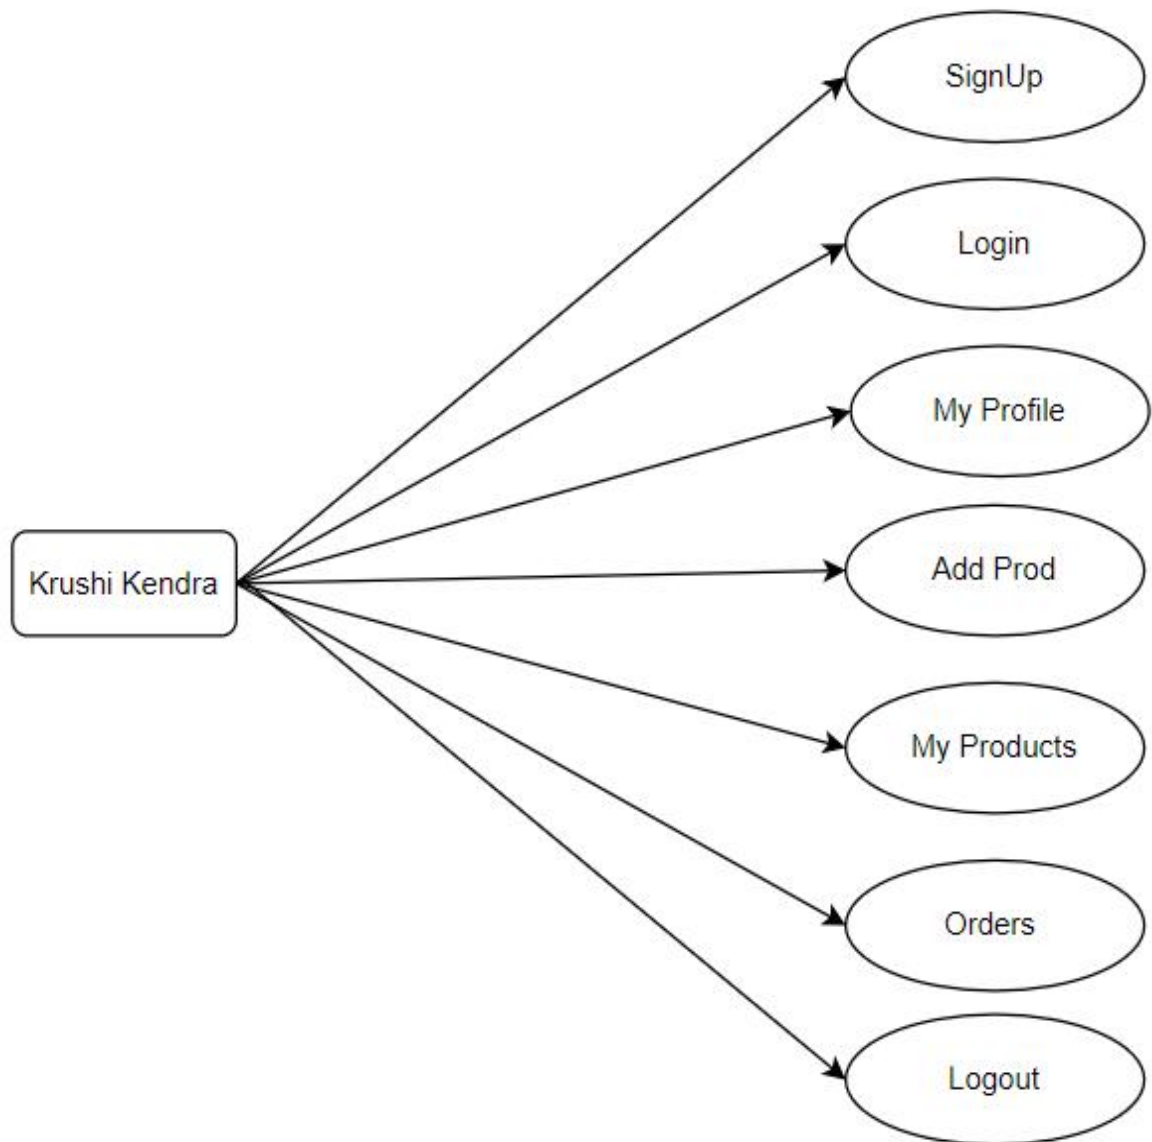 SignUp
Login
My Profile
Krushi Kendra
Add Prod
My Products
Orders
Logout